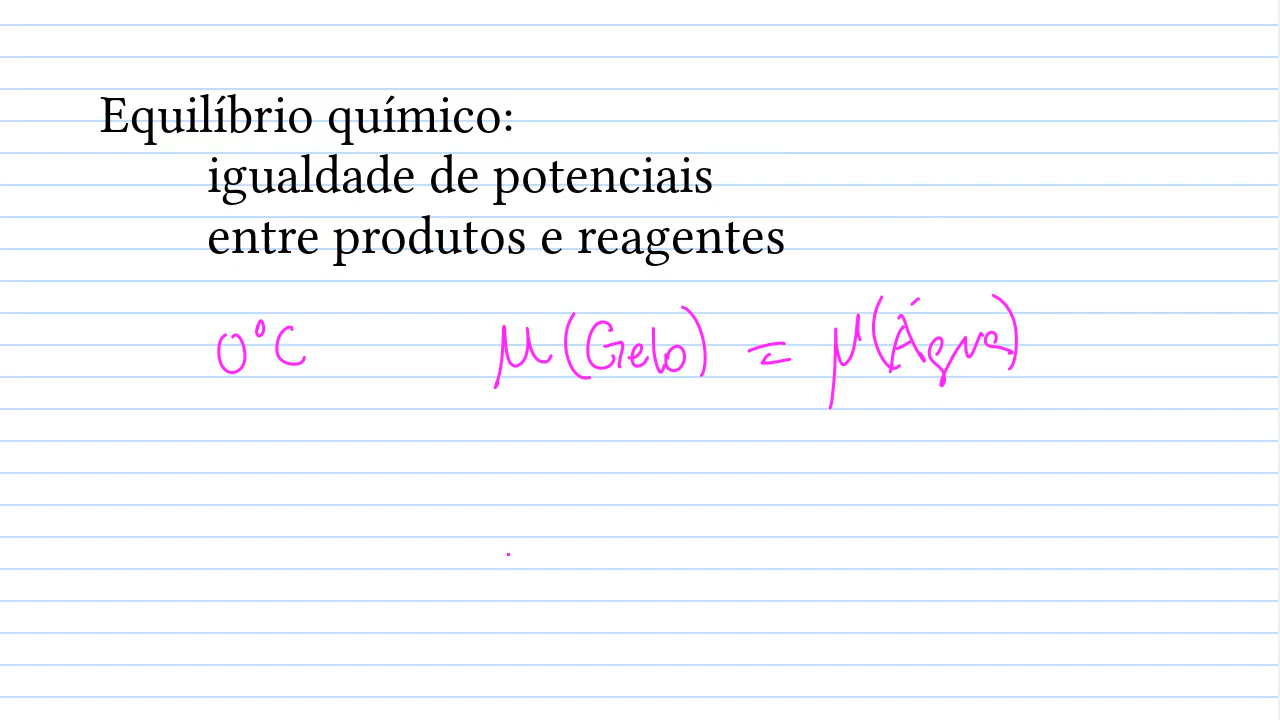 Equilíbrio químico:
igualdade de potenciais
entre produtos e reagentes
0°C μ(Gelo) = μ(Água)